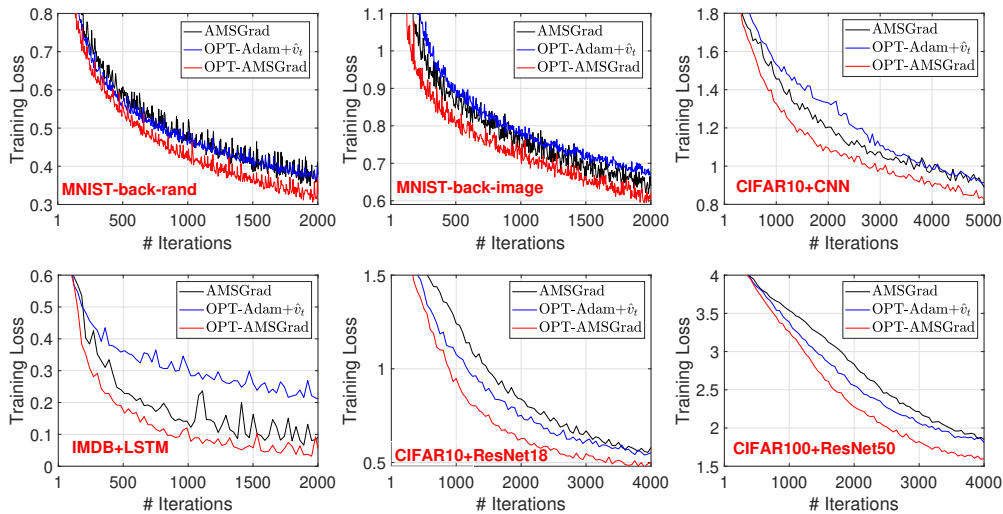 0.8
0.7
0.6
0.5
0.4
0.3
Training Loss
AMSGrad
OPT-Adam+v̂ₜ
OPT-AMSGrad
MNIST-back-rand
1 500 1000 1500 2000
# Iterations
1.1
1
0.9
0.8
0.7
0.6
Training Loss
AMSGrad
OPT-Adam+v̂ₜ
OPT-AMSGrad
MNIST-back-image
1 500 1000 1500 2000
# Iterations
1.8
1.6
1.4
1.2
1
0.8
Training Loss
AMSGrad
OPT-Adam+v̂ₜ
OPT-AMSGrad
CIFAR10+CNN
1 1000 2000 3000 4000 5000
# Iterations
0.6
0.5
0.4
0.3
0.2
0.1
0
Training Loss
AMSGrad
OPT-Adam+v̂ₜ
OPT-AMSGrad
IMDB+LSTM
1 500 1000 1500 2000
# Iterations
1.5
1
0.5
Training Loss
AMSGrad
OPT-Adam+v̂ₜ
OPT-AMSGrad
CIFAR10+ResNet18
1 1000 2000 3000 4000
# Iterations
4
3.5
3
2.5
2
1.5
Training Loss
AMSGrad
OPT-Adam+v̂ₜ
OPT-AMSGrad
CIFAR100+ResNet50
1 1000 2000 3000 4000
# Iterations